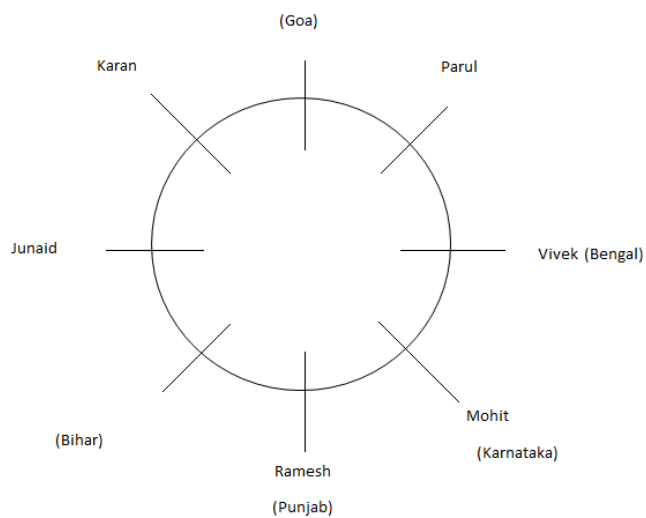 (Goa)
Karan
Parul
Junaid
Vivek (Bengal)
Mohit
(Bihar)
(Karnataka)
Ramesh
(Punjab)